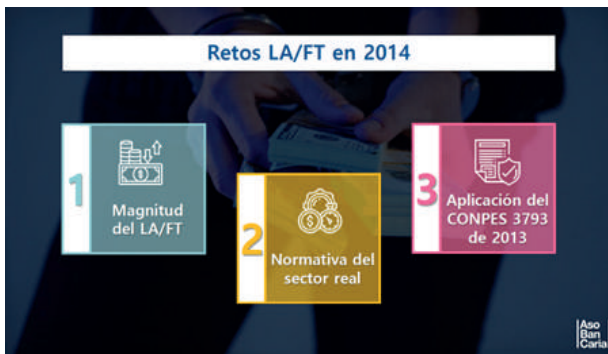 Retos LA/FT en 2014
1
Magnitud
del LA/FT
2
Normativa del
sector real
3
Aplicación del
CONPES 3793
de 2013
Aso
Ban
Caria